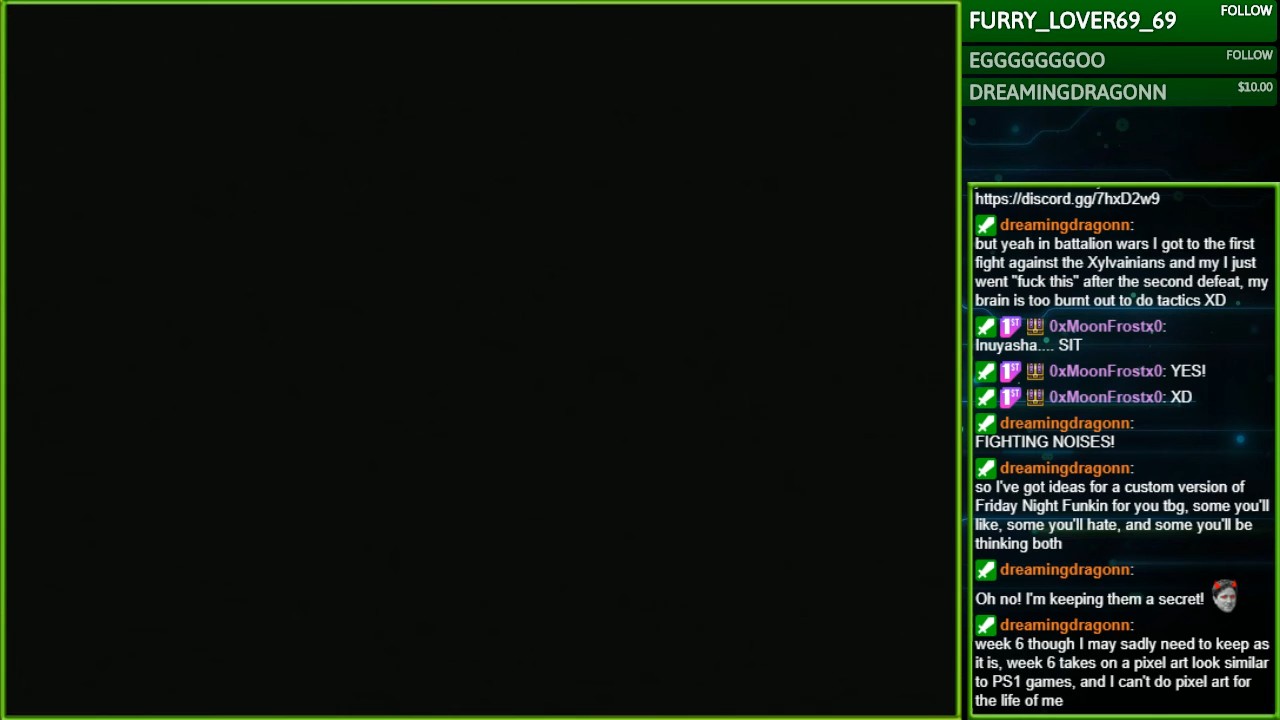 FURRY_LOVER69_69 FOLLOW
EGGGGGGGOO FOLLOW
DREAMINGDRAGONN $10.00
https://discord.gg/7hxD2w9
dreamingdragonn:
but yeah in battalion wars I got to the first
fight against the Xylvainians and my I just
went "fuck this" after the second defeat, my
brain is too burnt out to do tactics XD
1ST 0xMoonFrostx0:
Inuyasha.... SIT
1ST 0xMoonFrostx0: YES!
1ST 0xMoonFrostx0: XD
dreamingdragonn:
FIGHTING NOISES!
dreamingdragonn:
so I've got ideas for a custom version of
Friday Night Funkin for you tbg, some you'll
like, some you'll hate, and some you'll be
thinking both
dreamingdragonn:
Oh no! I'm keeping them a secret!
dreamingdragonn:
week 6 though I may sadly need to keep as
it is, week 6 takes on a pixel art look similar
to PS1 games, and I can't do pixel art for
the life of me